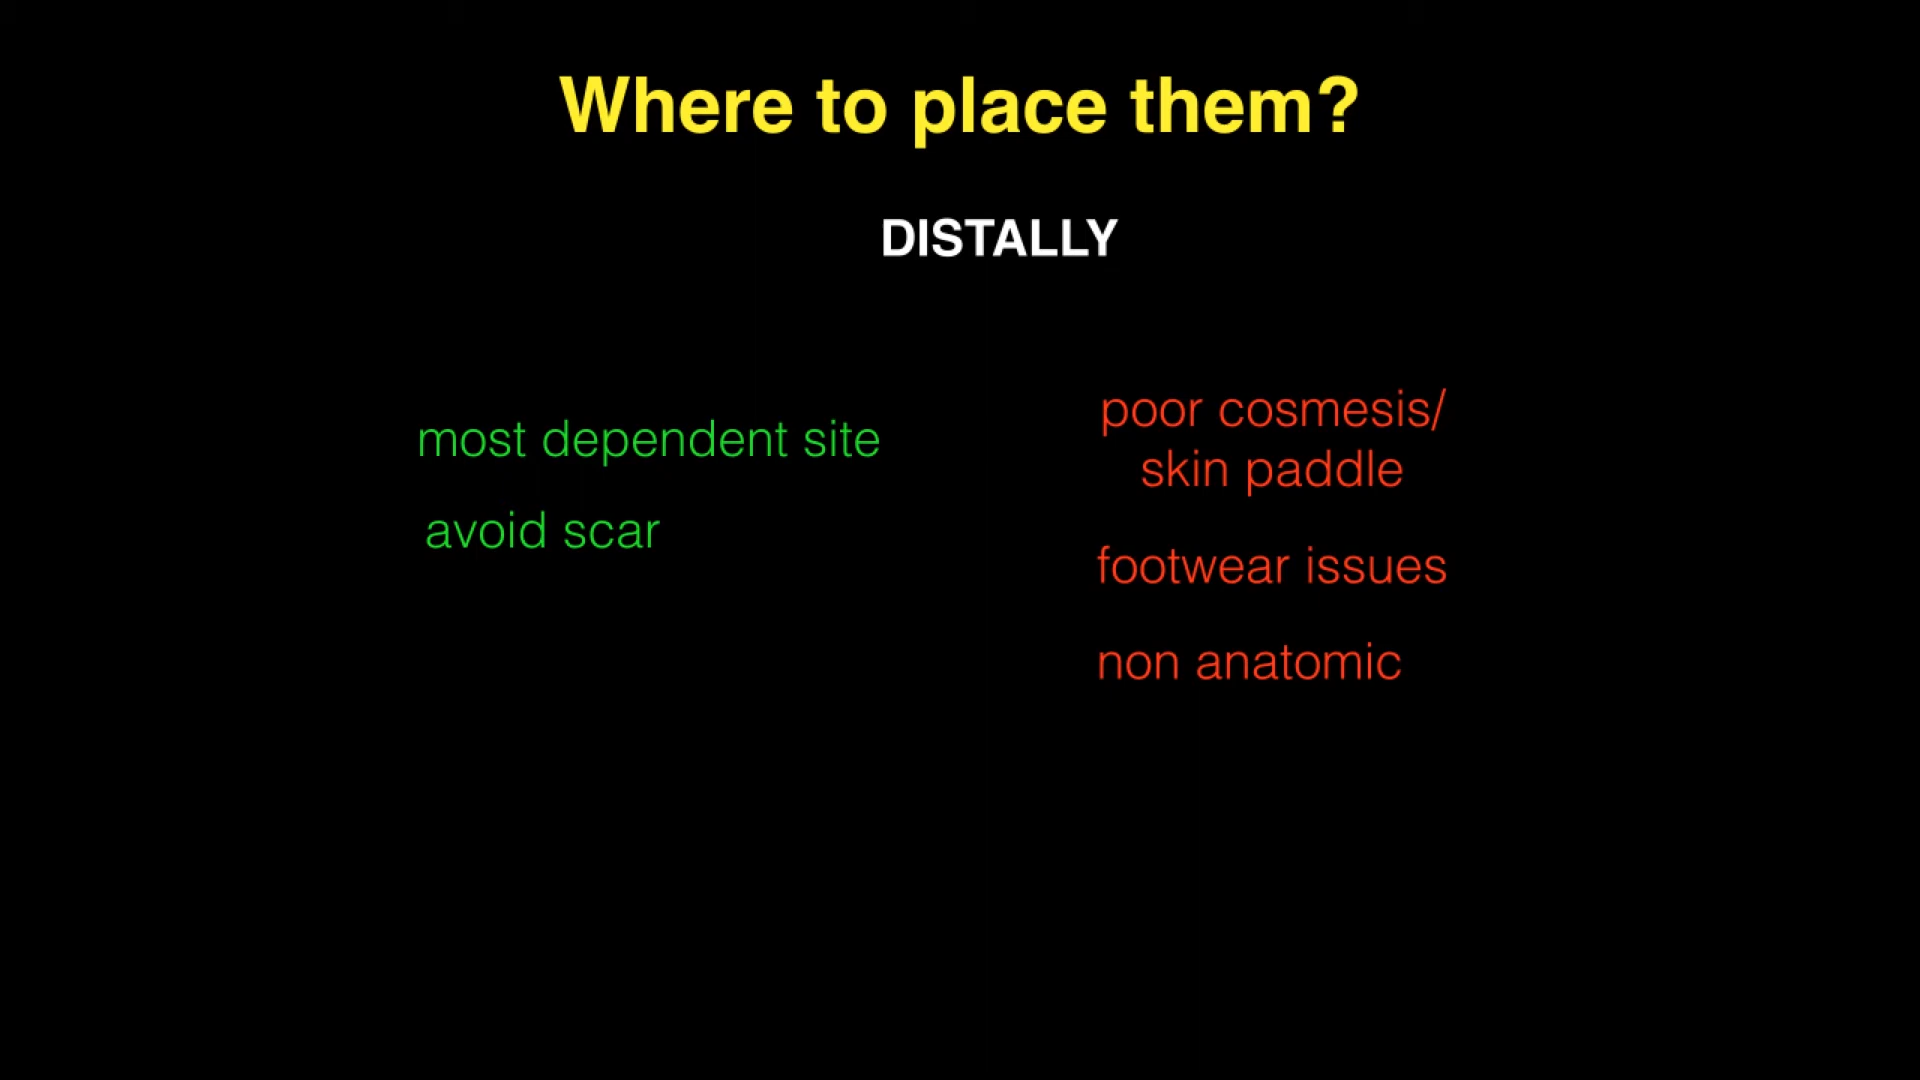 Where to place them?
DISTALLY
most dependent site
avoid scar
poor cosmesis/
skin paddle
footwear issues
non anatomic